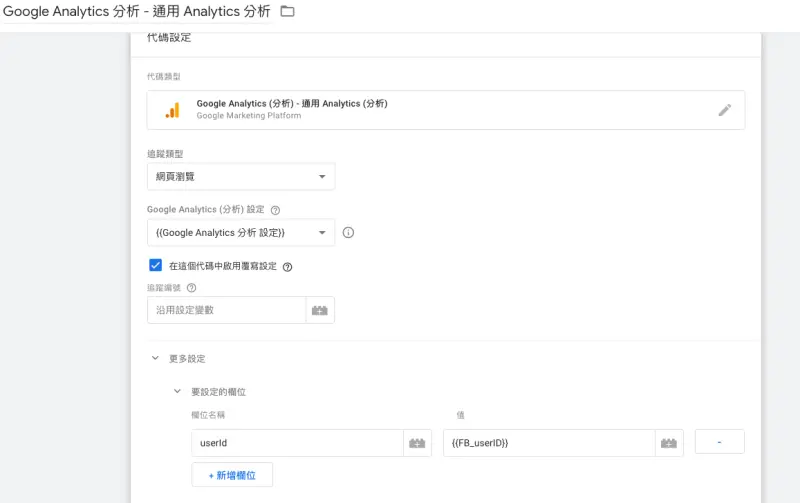 Google Analytics 分析 - 通用 Analytics 分析
代碼設定
代碼類型
Google Analytics (分析) - 通用 Analytics (分析)
Google Marketing Platform
追蹤類型
網頁瀏覽
Google Analytics (分析) 設定
{{Google Analytics 分析 設定}}
在這個代碼中啟用覆寫設定
追蹤編號
沿用設定變數
更多設定
要設定的欄位
欄位名稱 值
userId {{FB_userID}} -
+ 新增欄位